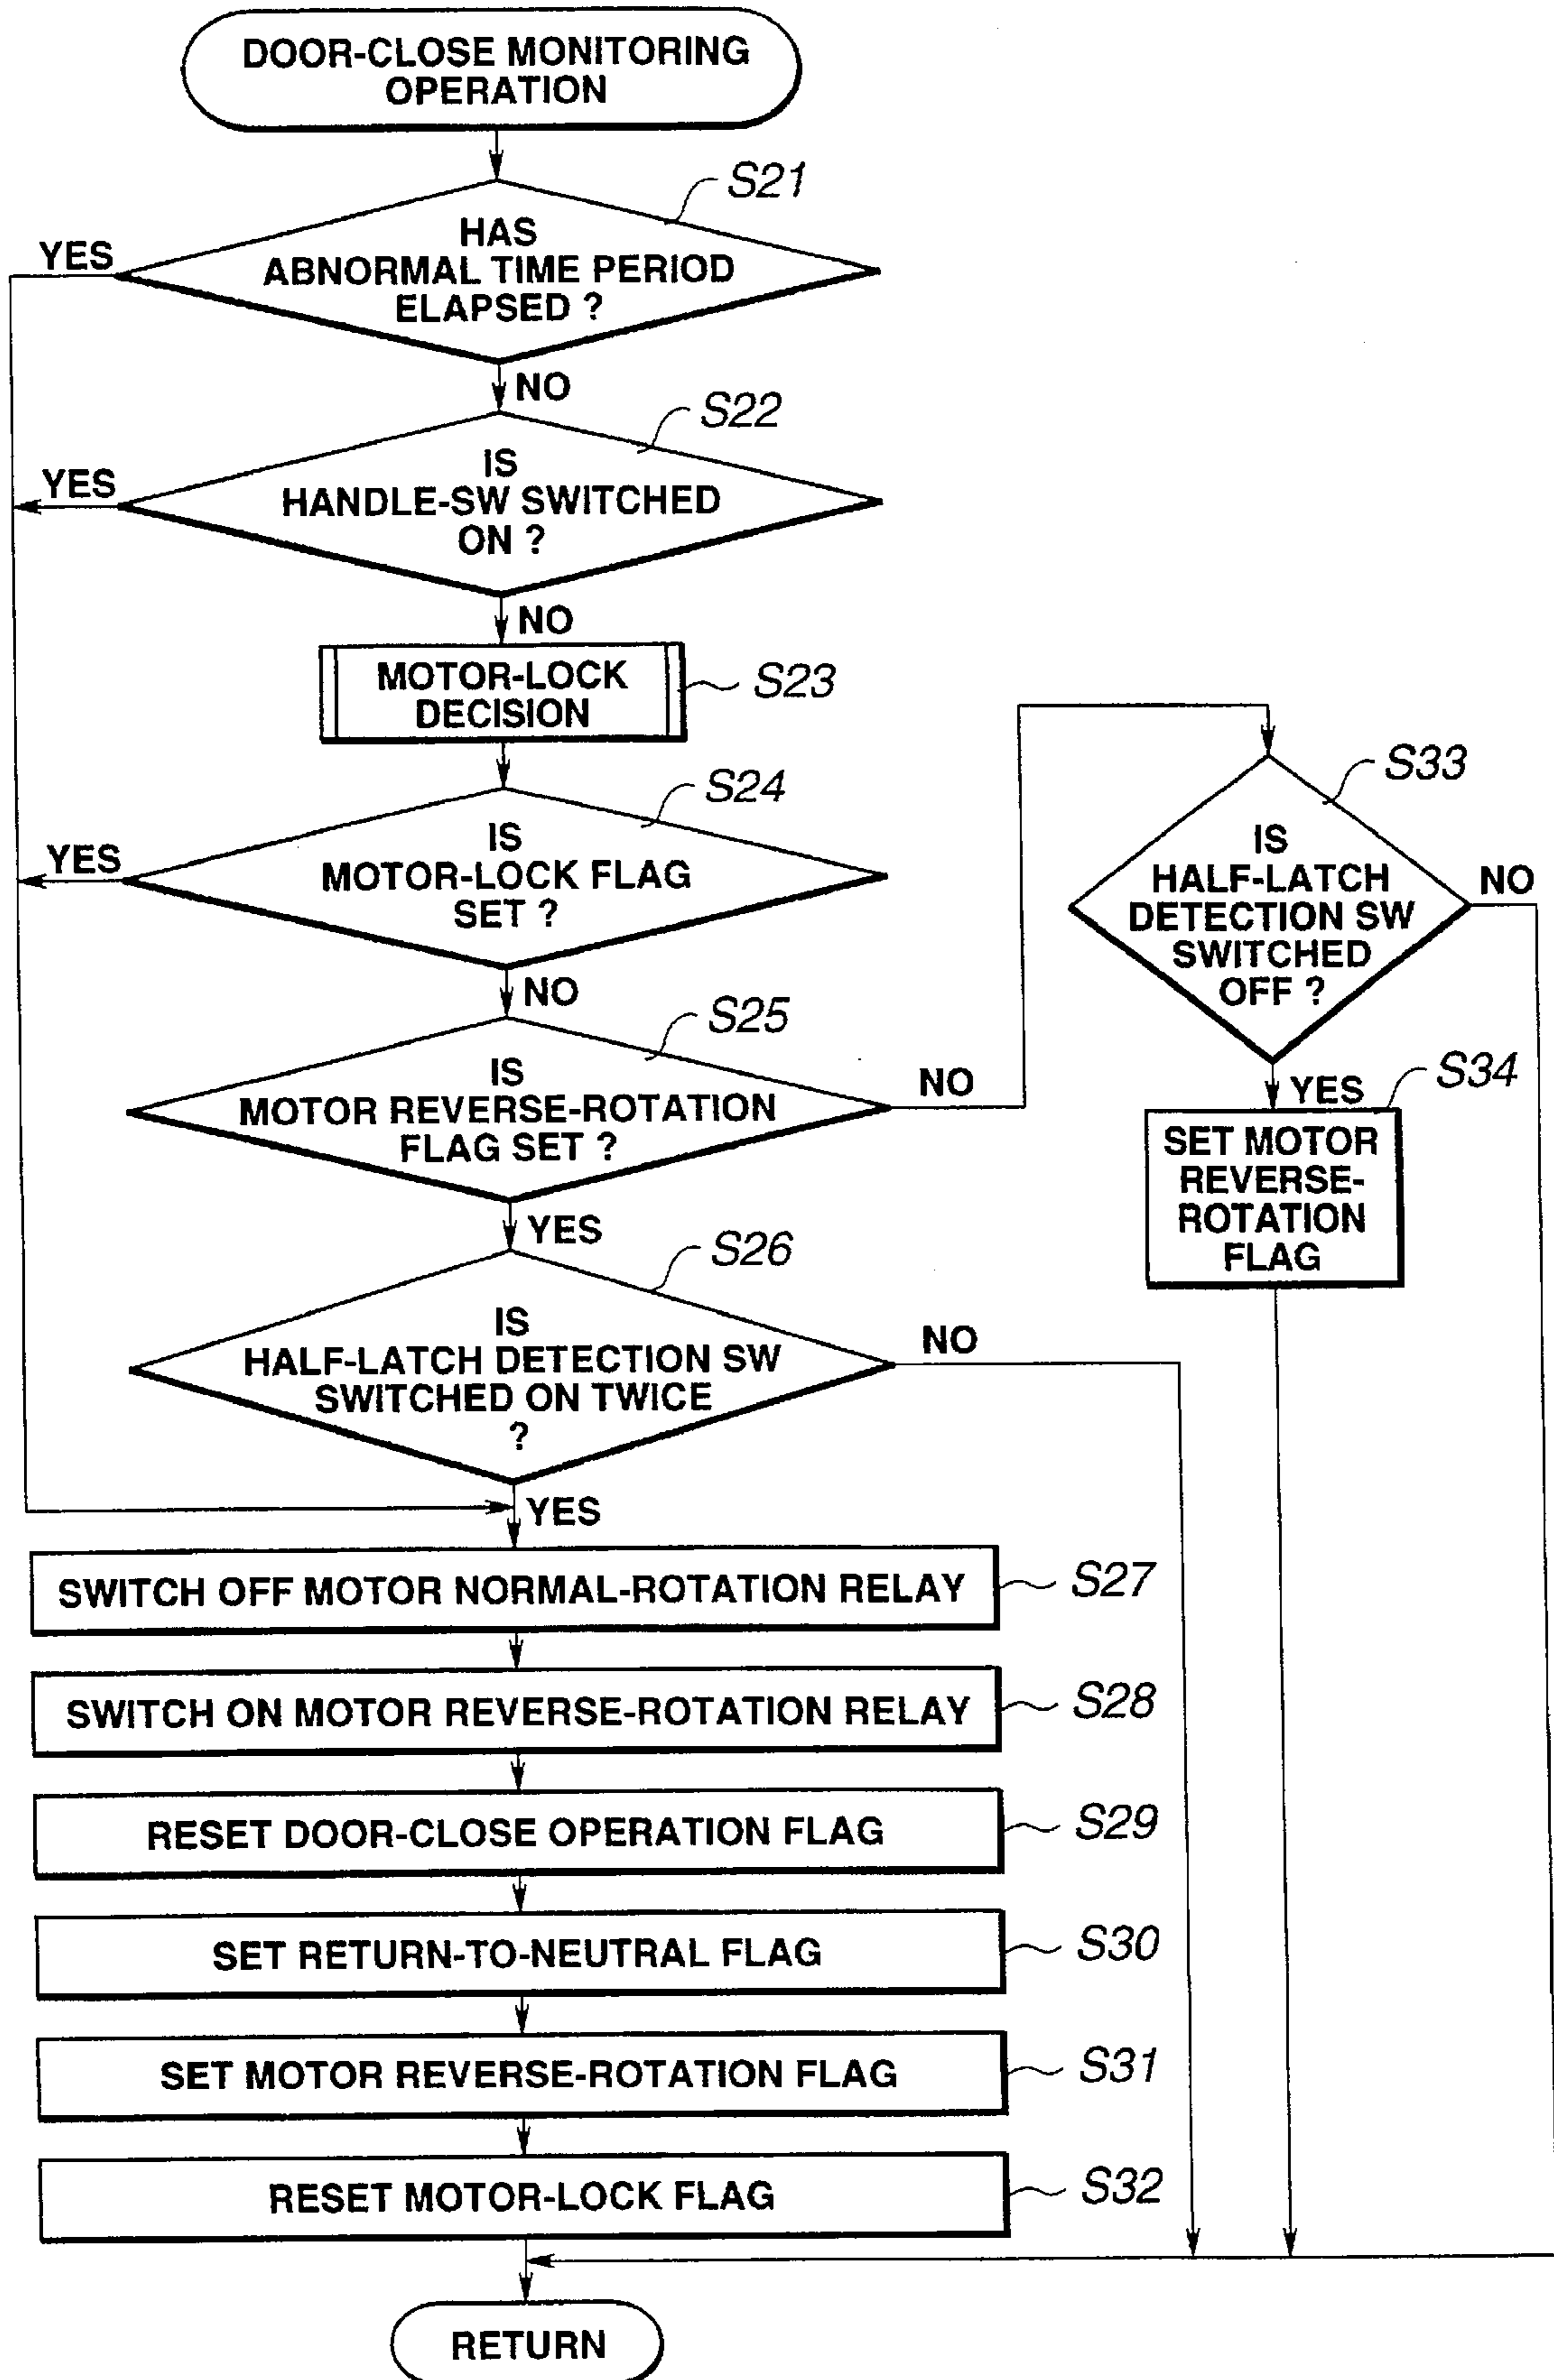 DOOR-CLOSE MONITORING
OPERATION
S21
HAS
ABNORMAL TIME PERIOD
ELAPSED ?
YES
NO
S22
IS
HANDLE-SW SWITCHED
ON ?
YES
NO
MOTOR-LOCK
DECISION
S23
S24
IS
MOTOR-LOCK FLAG
SET ?
YES
NO
S25
IS
MOTOR REVERSE-ROTATION
FLAG SET ?
NO
YES
S33
IS
HALF-LATCH
DETECTION SW
SWITCHED
OFF ?
NO
YES
S34
SET MOTOR
REVERSE-
ROTATION
FLAG
S26
IS
HALF-LATCH DETECTION SW
SWITCHED ON TWICE
?
NO
YES
SWITCH OFF MOTOR NORMAL-ROTATION RELAY
S27
SWITCH ON MOTOR REVERSE-ROTATION RELAY
S28
RESET DOOR-CLOSE OPERATION FLAG
S29
SET RETURN-TO-NEUTRAL FLAG
S30
SET MOTOR REVERSE-ROTATION FLAG
S31
RESET MOTOR-LOCK FLAG
S32
RETURN